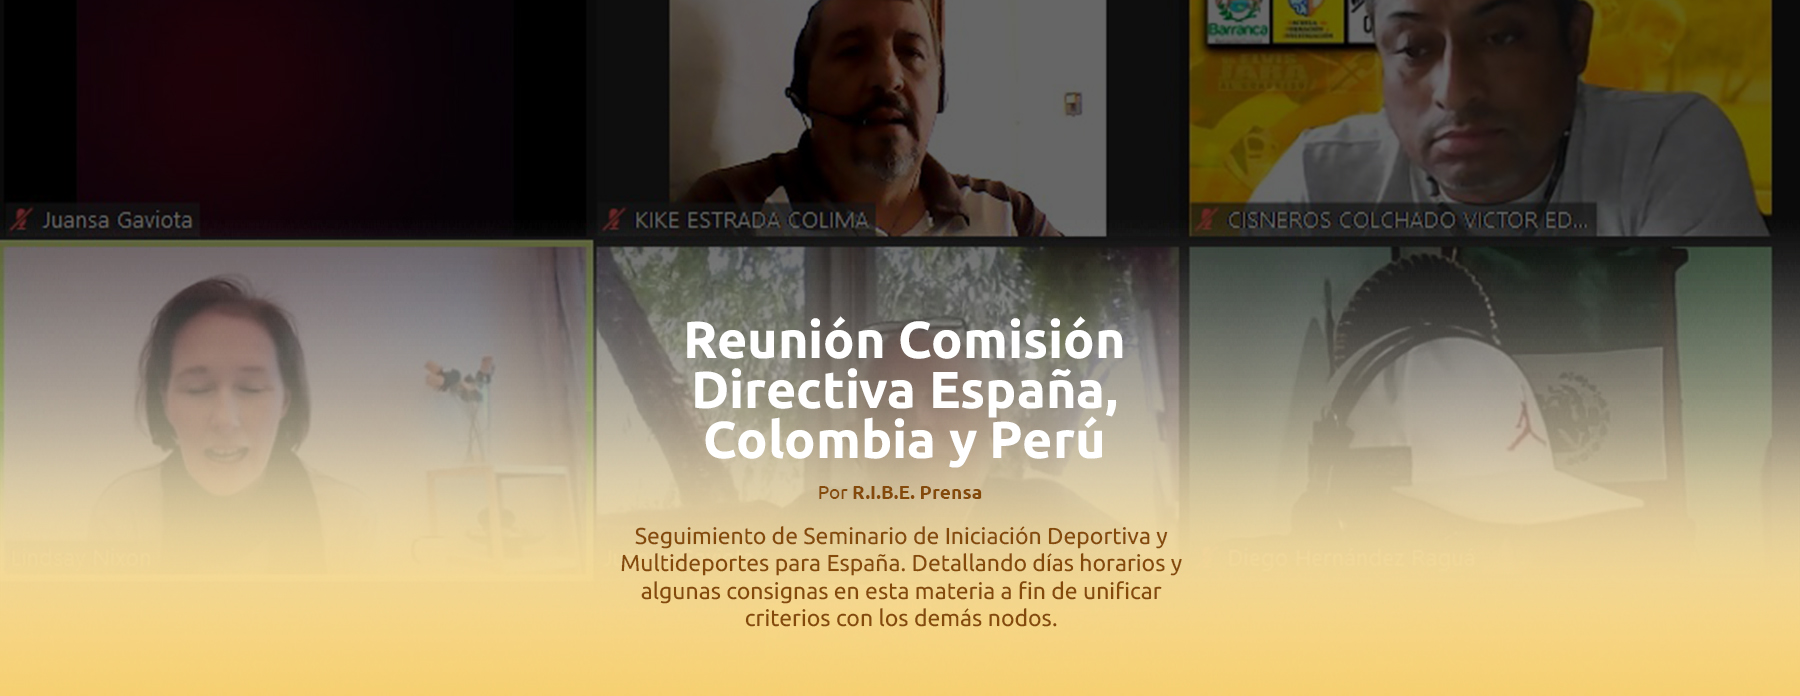 Barranca
Juansa Gaviota
KIKE ESTRADA COLIMA
CISNEROS COLCHADO VICTOR ED...
Reunión Comisión
Directiva España,
Colombia y Perú
Por R.I.B.E. Prensa
Seguimiento de Seminario de Iniciación Deportiva y
Multideportes para España. Detallando días horarios y
algunas consignas en esta materia a fin de unificar
criterios con los demás nodos.
Lindsay Nixon
Diego Hernández Raguá